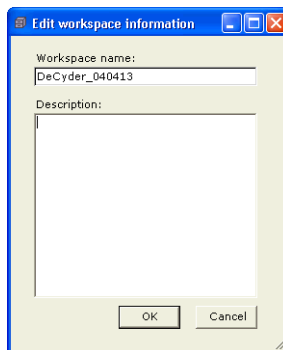 Edit workspace information
Workspace name:
DeCyder_040413
Description:
OK Cancel